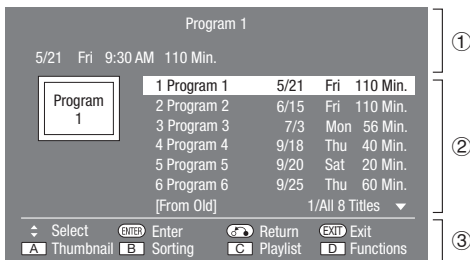 Program 1
5/21 Fri 9:30 AM 110 Min.
Program
1
1 Program 1 5/21 Fri 110 Min.
2 Program 2 6/15 Fri 110 Min.
3 Program 3 7/3 Mon 56 Min.
4 Program 4 9/18 Thu 40 Min.
5 Program 5 9/20 Sat 20 Min.
6 Program 6 9/25 Thu 60 Min.
[From Old] 1/All 8 Titles
Select ENTER Enter Return EXIT Exit
A Thumbnail B Sorting C Playlist D Functions
①
②
③